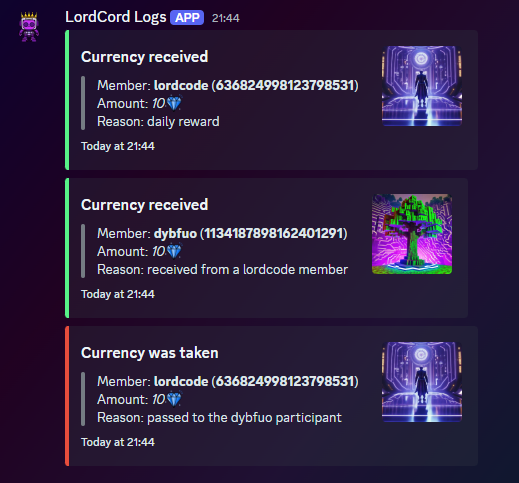 LordCord Logs APP 21:44
Currency received
Member: lordcode (636824998123798531)
Amount: 10💎
Reason: daily reward
Today at 21:44
Currency received
Member: dybfuo (1134187898162401291)
Amount: 10💎
Reason: received from a lordcode member
Today at 21:44
Currency was taken
Member: lordcode (636824998123798531)
Amount: 10💎
Reason: passed to the dybfuo participant
Today at 21:44